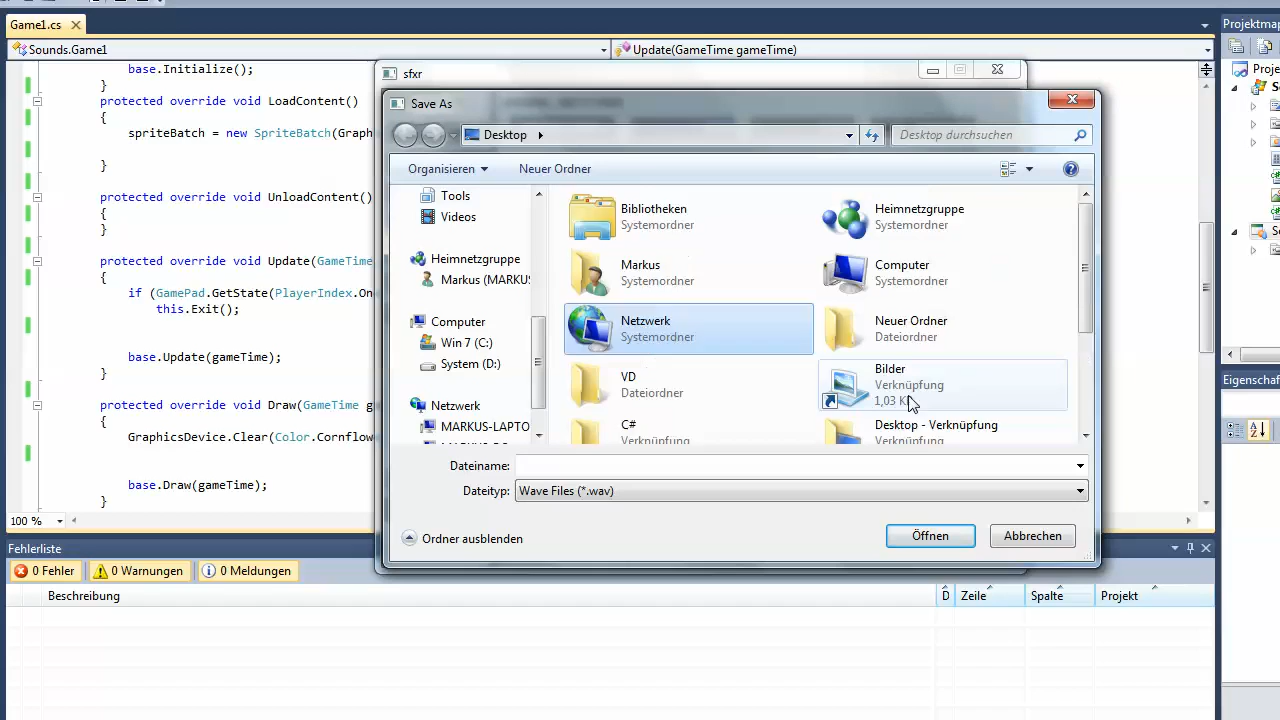 Game1.cs
Sounds.Game1
Update(GameTime gameTime)
base.Initialize();
}
protected override void LoadContent()
{
spriteBatch = new SpriteBatch(Graph
}
protected override void UnloadContent()
{
}
protected override void Update(GameTime
{
if (GamePad.GetState(PlayerIndex.On
this.Exit();
base.Update(gameTime);
}
protected override void Draw(GameTime g
{
GraphicsDevice.Clear(Color.Cornflow
base.Draw(gameTime);
}
100 %
sfxr
Save As
Desktop
Desktop durchsuchen
Organisieren
Neuer Ordner
Tools
Videos
Heimnetzgruppe
Markus (MARKUS
Computer
Win 7 (C:)
System (D:)
Netzwerk
MARKUS-LAPTO
Bibliotheken
Systemordner
Heimnetzgruppe
Systemordner
Markus
Systemordner
Computer
Systemordner
Netzwerk
Systemordner
Neuer Ordner
Dateiordner
VD
Dateiordner
Bilder
Verknüpfung
1,03 K
C#
Verknüpfung
Desktop - Verknüpfung
Verknüpfung
Dateiname:
Dateityp:
Wave Files (*.wav)
Ordner ausblenden
Öffnen
Abbrechen
Projektmap
Proje
Eigenschaf
Fehlerliste
0 Fehler
0 Warnungen
0 Meldungen
Beschreibung
D
Zeile
Spalte
Projekt